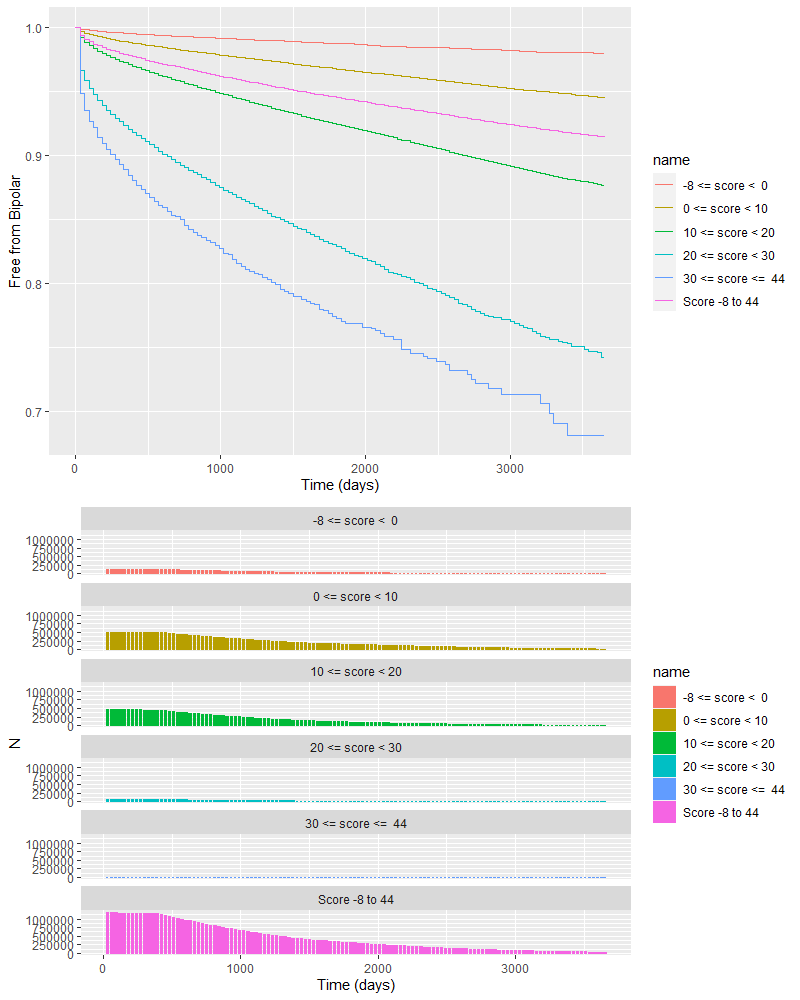 1.0
0.9
0.8
0.7
Free from Bipolar
0
1000
2000
3000
Time (days)
name
-8 <= score < 0
0 <= score < 10
10 <= score < 20
20 <= score < 30
30 <= score <= 44
Score -8 to 44
-8 <= score < 0
1000000
750000
500000
250000
0
0 <= score < 10
1000000
750000
500000
250000
0
10 <= score < 20
1000000
750000
500000
250000
0
20 <= score < 30
1000000
750000
500000
250000
0
30 <= score <= 44
1000000
750000
500000
250000
0
Score -8 to 44
1000000
750000
500000
250000
0
N
0
1000
2000
3000
Time (days)
name
-8 <= score < 0
0 <= score < 10
10 <= score < 20
20 <= score < 30
30 <= score <= 44
Score -8 to 44